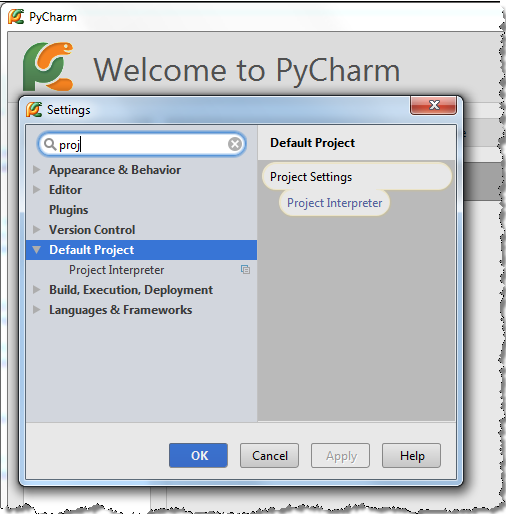 PyCharm
Welcome to PyCharm
Settings
proj
Appearance & Behavior
Editor
Plugins
Version Control
Default Project
Project Interpreter
Build, Execution, Deployment
Languages & Frameworks
Default Project
Project Settings
Project Interpreter
OK Cancel Apply Help